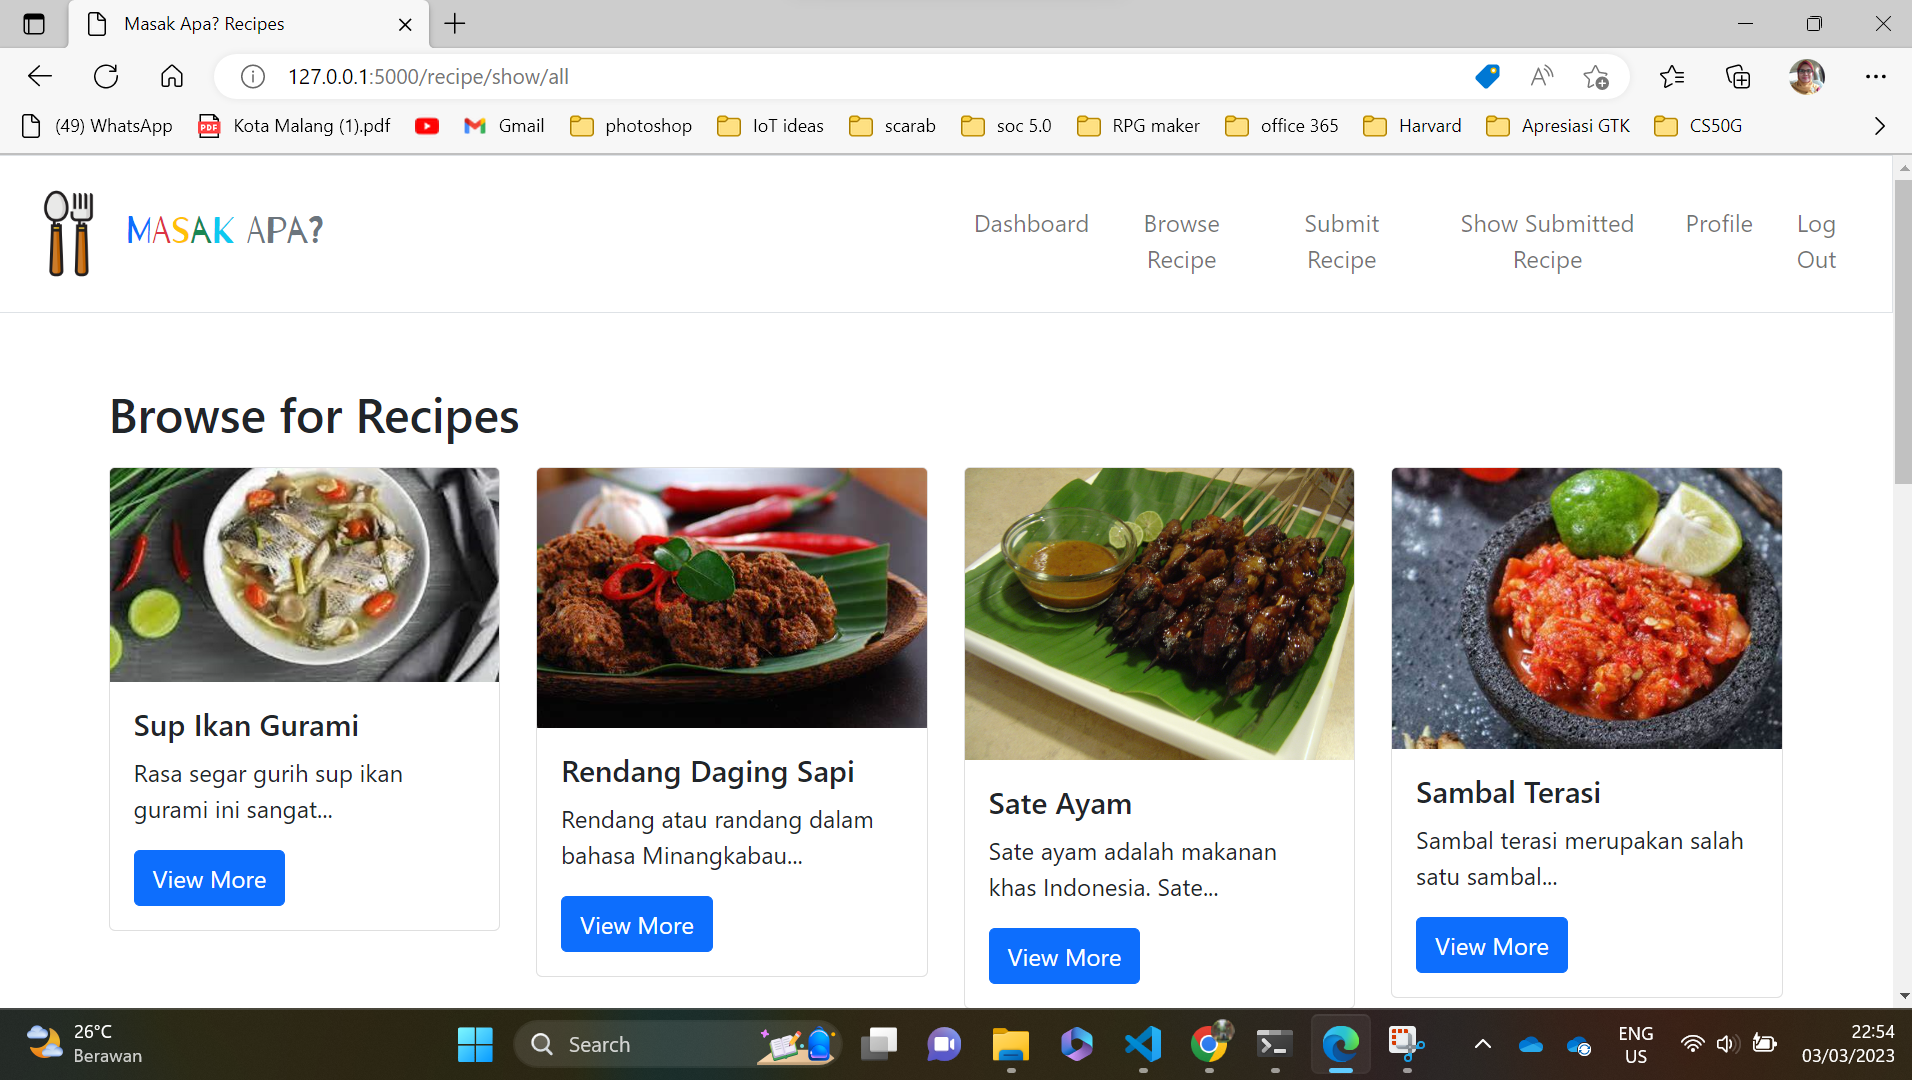 Masak Apa? Recipes
127.0.0.1:5000/recipe/show/all
(49) WhatsApp
PDF
Kota Malang (1).pdf
Gmail
photoshop
IoT ideas
scarab
soc 5.0
RPG maker
office 365
Harvard
Apresiasi GTK
CS50G
MASAK APA?
Dashboard
Browse
Recipe
Submit
Recipe
Show Submitted
Recipe
Profile
Log
Out
Browse for Recipes
Sup Ikan Gurami
Rasa segar gurih sup ikan
gurami ini sangat...
View More
Rendang Daging Sapi
Rendang atau randang dalam
bahasa Minangkabau...
View More
Sate Ayam
Sate ayam adalah makanan
khas Indonesia. Sate...
View More
Sambal Terasi
Sambal terasi merupakan salah
satu sambal...
View More
26°C
Berawan
Search
ENG
US
22:54
03/03/2023